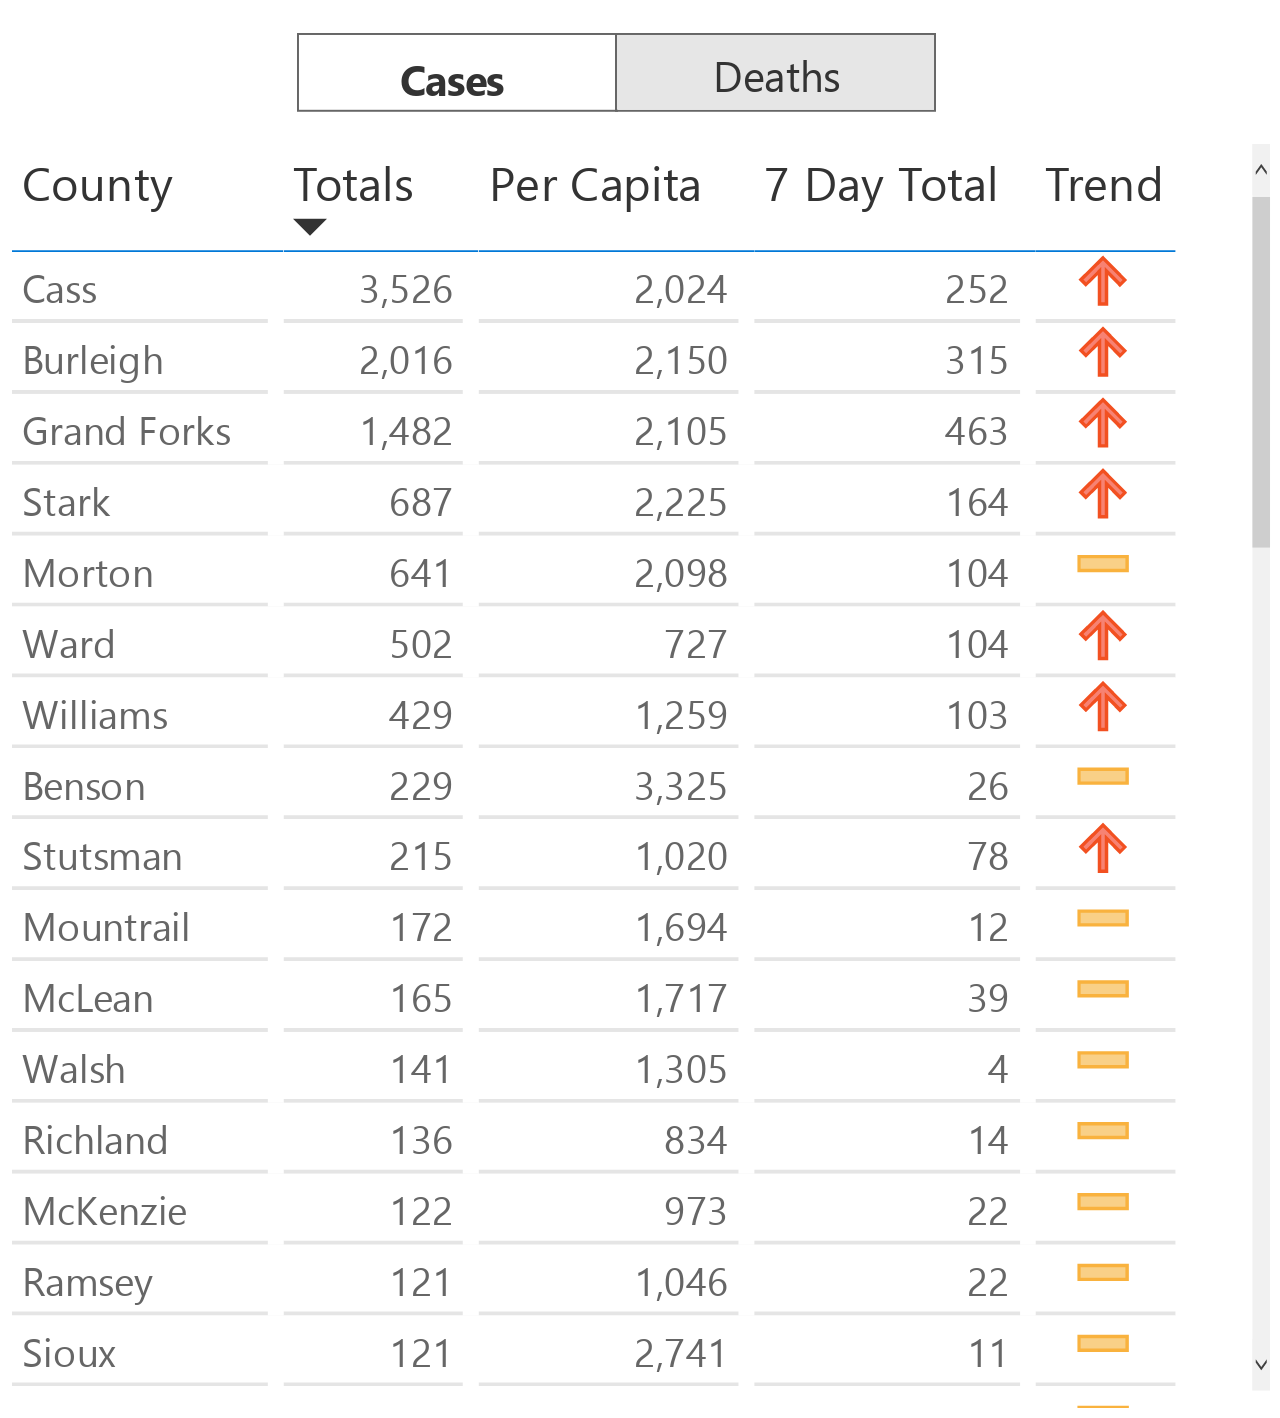 Cases Deaths
County Totals Per Capita 7 Day Total Trend
Cass 3,526 2,024 252
Burleigh 2,016 2,150 315
Grand Forks 1,482 2,105 463
Stark 687 2,225 164
Morton 641 2,098 104
Ward 502 727 104
Williams 429 1,259 103
Benson 229 3,325 26
Stutsman 215 1,020 78
Mountrail 172 1,694 12
McLean 165 1,717 39
Walsh 141 1,305 4
Richland 136 834 14
McKenzie 122 973 22
Ramsey 121 1,046 22
Sioux 121 2,741 11